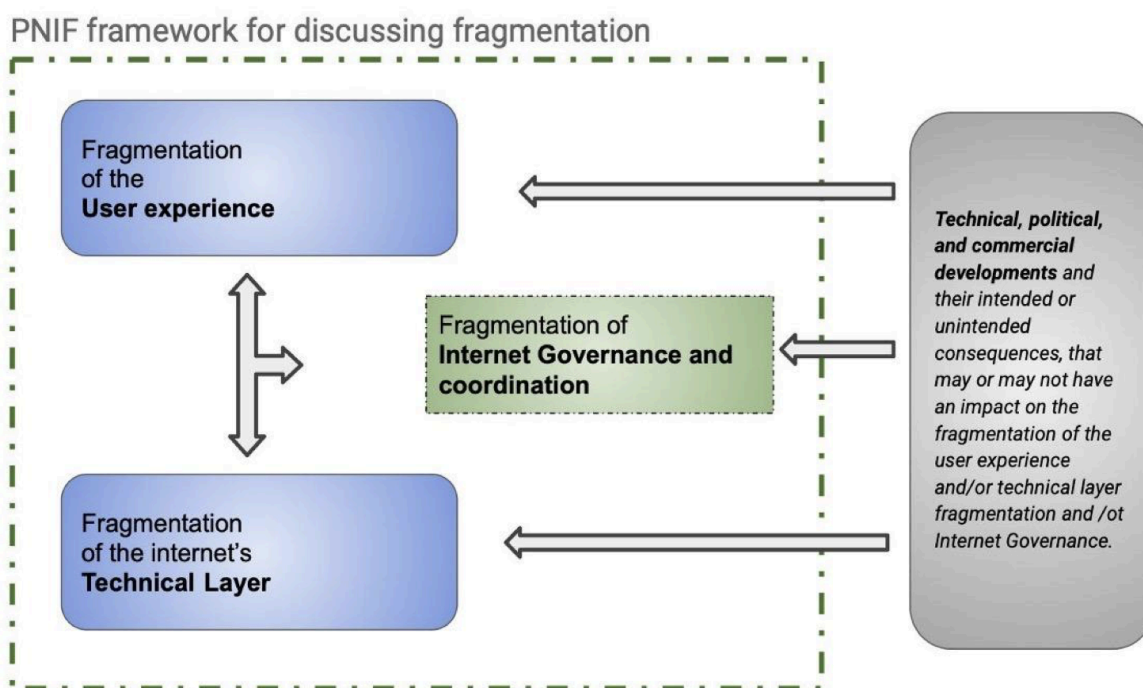 PNIF framework for discussing fragmentation
Fragmentation
of the
User experience
Fragmentation of
Internet Governance and
coordination
Fragmentation
of the internet's
Technical Layer
Technical, political,
and commercial
developments and
their intended or
unintended
consequences, that
may or may not have
an impact on the
fragmentation of the
user experience
and/or technical layer
fragmentation and /ot
Internet Governance.